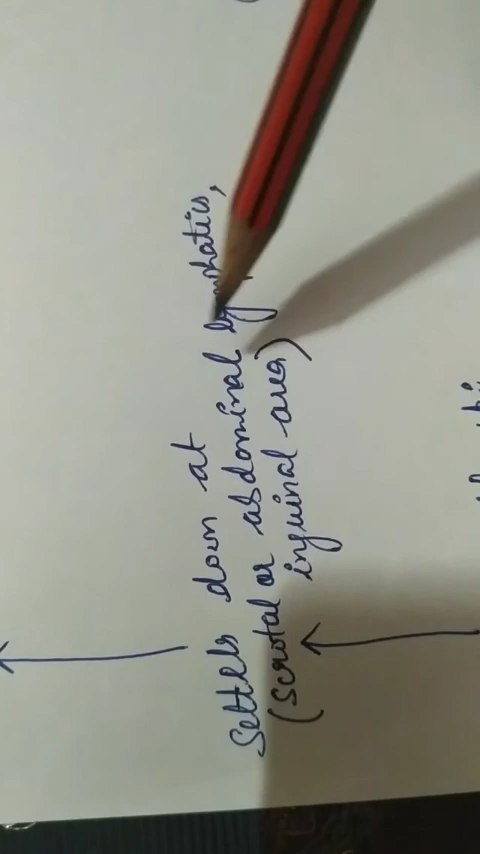 Settels down at
(scrotal or abdominal lymphatics,
inguinal area)